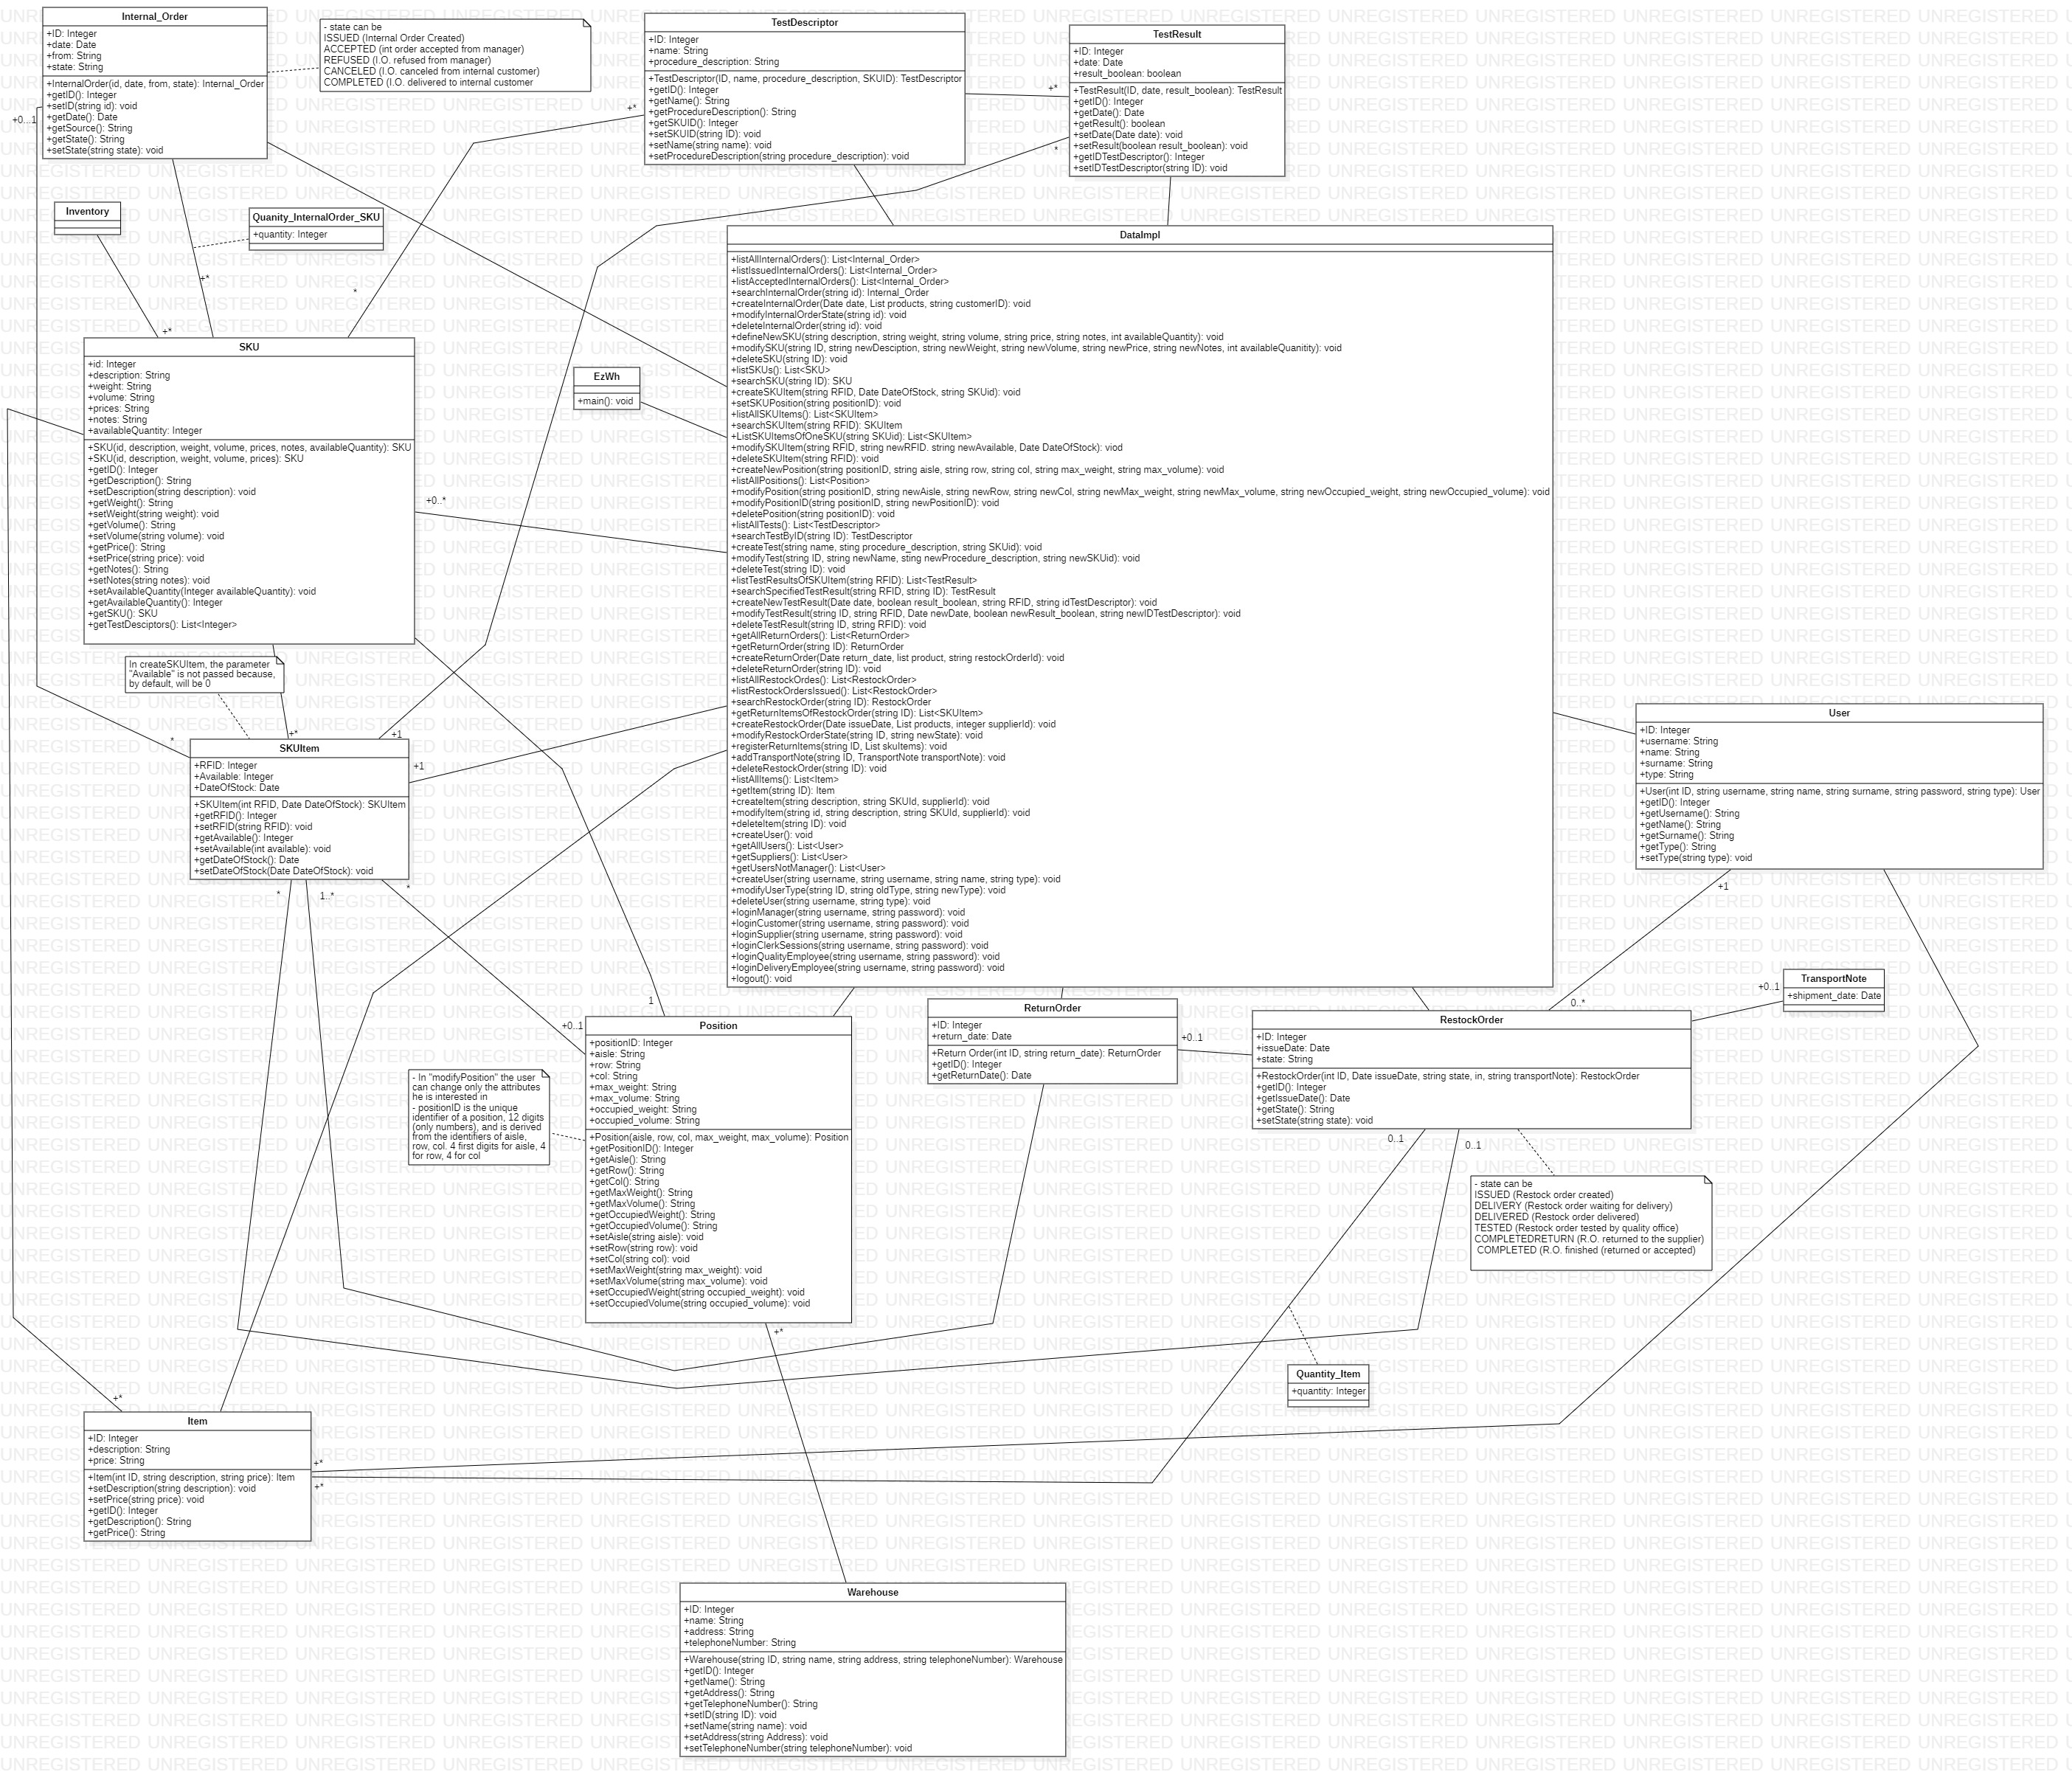 Internal_Order
+ID: Integer
+date: Date
+from: String
+state: String
+InternalOrder(id, date, from, state): Internal_Order
+getID(): Integer
+setID(string id): void
+getDate(): Date
+getSource(): String
+getState(): String
+setState(string state): void
+0...1
- state can be
ISSUED (Internal Order Created)
ACCEPTED (int order accepted from manager)
REFUSED (I.O. refused from manager)
CANCELED (I.O. canceled from internal customer)
COMPLETED (I.O. delivered to internal customer
TestDescriptor
+ID: Integer
+name: String
+procedure_description: String
+TestDescriptor(ID, name, procedure_description, SKUID): TestDescriptor
+getID(): Integer
+getName(): String
+getProcedureDescription(): String
+getSKUID(): Integer
+setSKUID(string ID): void
+setName(string name): void
+setProcedureDescription(string procedure_description): void
+*
+*
TestResult
+ID: Integer
+date: Date
+result_boolean: boolean
+TestResult(ID, date, result_boolean): TestResult
+getID(): Integer
+getDate(): Date
+getResult(): boolean
+setDate(Date date): void
+setResult(boolean result_boolean): void
+getIDTestDescriptor(): Integer
+setIDTestDescriptor(string ID): void
*
Inventory
Quanity_InternalOrder_SKU
+quantity: Integer
+*
*
+*
DataImpl
+listAllInternalOrders(): List<Internal_Order>
+listIssuedInternalOrders(): List<Internal_Order>
+listAcceptedInternalOrders(): List<Internal_Order>
+searchInternalOrder(string id): Internal_Order
+createInternalOrder(Date date, List products, string customerID): void
+modifyInternalOrderState(string id): void
+deleteInternalOrder(string id): void
+defineNewSKU(string description, string weight, string volume, string price, string notes, int availableQuantity): void
+modifySKU(string ID, string newDesciption, string newWeight, string newVolume, string newPrice, string newNotes, int availableQuanitity): void
+deleteSKU(string ID): void
+listSKUs(): List<SKU>
+searchSKU(string ID): SKU
+createSKUItem(string RFID, Date DateOfStock, string SKUid): void
+setSKUPosition(string positionID): void
+listAllSKUItems(): List<SKUItem>
+searchSKUItem(string RFID): SKUItem
+ListSKUItemsOfOneSKU(string SKUid): List<SKUItem>
+modifySKUItem(string RFID, string newRFID. string newAvailable, Date DateOfStock): viod
+deleteSKUItem(string RFID): void
+createNewPosition(string positionID, string aisle, string row, string col, string max_weight, string max_volume): void
+listAllPositions(): List<Position>
+modifyPosition(string positionID, string newAisle, string newRow, string newCol, string newMax_weight, string newMax_volume, string newOccupied_weight, string newOccupied_volume): void
+modifyPositionID(string positionID, string newPositionID): void
+deletePosition(string positionID): void
+listAllTests(): List<TestDescriptor>
+searchTestByID(string ID): TestDescriptor
+createTest(string name, sting procedure_description, string SKUid): void
+modifyTest(string ID, string newName, sting newProcedure_description, string newSKUid): void
+deleteTest(string ID): void
+listTestResultsOfSKUItem(string RFID): List<TestResult>
+searchSpecifiedTestResult(string RFID, string ID): TestResult
+createNewTestResult(Date date, boolean result_boolean, string RFID, string idTestDescriptor): void
+modifyTestResult(string ID, string RFID, Date newDate, boolean newResult_boolean, string newIDTestDescriptor): void
+deleteTestResult(string ID, string RFID): void
+getAllReturnOrders(): List<ReturnOrder>
+getReturnOrder(string ID): ReturnOrder
+createReturnOrder(Date return_date, list product, string restockOrderId): void
+deleteReturnOrder(string ID): void
+listAllRestockOrdes(): List<RestockOrder>
+listRestockOrdersIssued(): List<RestockOrder>
+searchRestockOrder(string ID): RestockOrder
+getReturnItemsOfRestockOrder(string ID): List<SKUItem>
+createRestockOrder(Date issueDate, List products, integer supplierId): void
+modifyRestockOrderState(string ID, string newState): void
+registerReturnItems(string ID, List skuItems): void
+addTransportNote(string ID, TransportNote transportNote): void
+deleteRestockOrder(string ID): void
+listAllItems(): List<Item>
+getItem(string ID): Item
+createItem(string description, string SKUId, supplierId): void
+modifyItem(string id, string description, string SKUId, supplierId): void
+deleteItem(string ID): void
+createUser(): void
+getAllUsers(): List<User>
+getSuppliers(): List<User>
+getUsersNotManager(): List<User>
+createUser(string username, string username, string name, string type): void
+modifyUserType(string ID, string oldType, string newType): void
+deleteUser(string username, string type): void
+loginManager(string username, string password): void
+loginCustomer(string username, string password): void
+loginSupplier(string username, string password): void
+loginClerkSessions(string username, string password): void
+loginQualityEmployee(string username, string password): void
+loginDeliveryEmployee(string username, string password): void
+logout(): void
SKU
+id: Integer
+description: String
+weight: String
+volume: String
+prices: String
+notes: String
+availableQuantity: Integer
+SKU(id, description, weight, volume, prices, notes, availableQuantity): SKU
+SKU(id, description, weight, volume, prices): SKU
+getID(): Integer
+getDescription(): String
+setDescription(string description): void
+getWeight(): String
+setWeight(string weight): void
+getVolume(): String
+setVolume(string volume): void
+getPrice(): String
+setPrice(string price): void
+getNotes(): String
+setNotes(string notes): void
+setAvailableQuantity(Integer availableQuantity): void
+getAvailableQuantity(): Integer
+getSKU(): SKU
+getTestDesciptors(): List<Integer>
EzWh
+main(): void
+0..*
In createSKUItem, the parameter
"Available" is not passed because,
by default, will be 0
*
+*
+1
+1
SKUItem
+RFID: Integer
+Available: Integer
+DateOfStock: Date
+SKUItem(int RFID, Date DateOfStock): SKUItem
+getRFID(): Integer
+setRFID(string RFID): void
+getAvailable(): Integer
+setAvailable(int available): void
+getDateOfStock(): Date
+setDateOfStock(Date DateOfStock): void
*
1..*
*
User
+ID: Integer
+username: String
+name: String
+surname: String
+type: String
+User(int ID, string username, string name, string surname, string password, string type): User
+getID(): Integer
+getUsername(): String
+getName(): String
+getSurname(): String
+getType(): String
+setType(string type): void
+1
TransportNote
+shipment_date: Date
+0..1
0..*
1
+0..1
Position
+positionID: Integer
+aisle: String
+row: String
+col: String
+max_weight: String
+max_volume: String
+occupied_weight: String
+occupied_volume: String
+Position(aisle, row, col, max_weight, max_volume): Position
+getPositionID(): Integer
+getAisle(): String
+getRow(): String
+getCol(): String
+getMaxWeight(): String
+getMaxVolume(): String
+getOccupiedWeight(): String
+getOccupiedVolume(): String
+setAisle(string aisle): void
+setRow(string row): void
+setCol(string col): void
+setMaxWeight(string max_weight): void
+setMaxVolume(string max_volume): void
+setOccupiedWeight(string occupied_weight): void
+setOccupiedVolume(string occupied_volume): void
+*
- In "modifyPosition" the user
can change only the attributes
he is interested in
- positionID is the unique
identifier of a position, 12 digits
(only numbers), and is derived
from the identifiers of aisle,
row, col. 4 first digits for aisle, 4
for row, 4 for col
ReturnOrder
+ID: Integer
+return_date: Date
+Return Order(int ID, string return_date): ReturnOrder
+getID(): Integer
+getReturnDate(): Date
+0..1
RestockOrder
+ID: Integer
+issueDate: Date
+state: String
+RestockOrder(int ID, Date issueDate, string state, in, string transportNote): RestockOrder
+getID(): Integer
+getIssueDate(): Date
+getState(): String
+setState(string state): void
0..1
0..1
- state can be
ISSUED (Restock order created)
DELIVERY (Restock order waiting for delivery)
DELIVERED (Restock order delivered)
TESTED (Restock order tested by quality office)
COMPLETEDRETURN (R.O. returned to the supplier)
COMPLETED (R.O. finished (returned or accepted)
Quantity_Item
+quantity: Integer
+*
Item
+ID: Integer
+description: String
+price: String
+Item(int ID, string description, string price): Item
+setDescription(string description): void
+setPrice(string price): void
+getID(): Integer
+getDescription(): String
+getPrice(): String
+*
+*
Warehouse
+ID: Integer
+name: String
+address: String
+telephoneNumber: String
+Warehouse(string ID, string name, string address, string telephoneNumber): Warehouse
+getID(): Integer
+getName(): String
+getAddress(): String
+getTelephoneNumber(): String
+setID(string ID): void
+setName(string name): void
+setAddress(string Address): void
+setTelephoneNumber(string telephoneNumber): void
UNREGISTERED